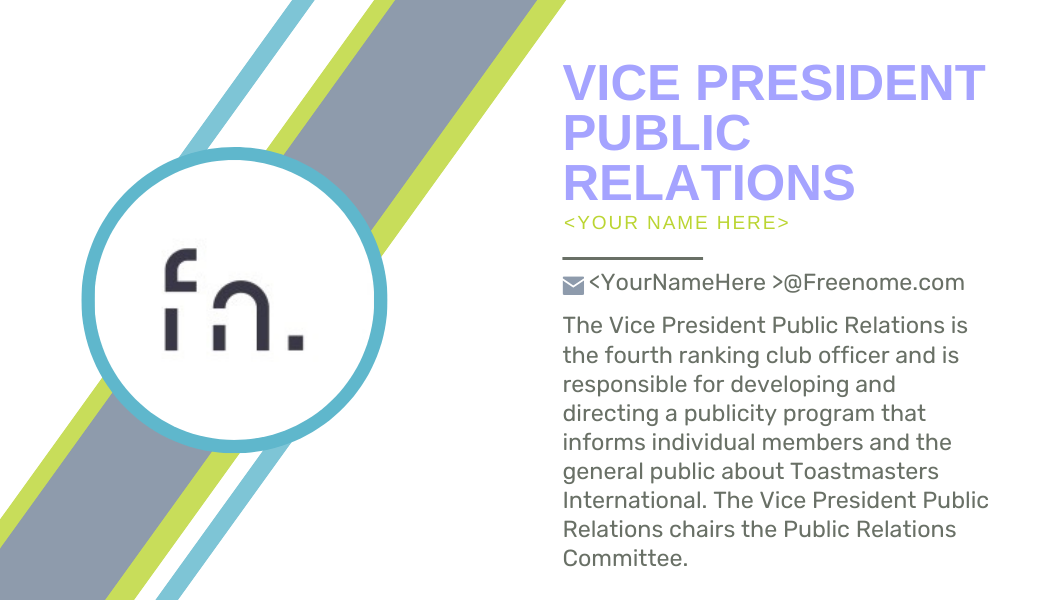 fn.
VICE PRESIDENT
PUBLIC
RELATIONS
<YOUR NAME HERE>
<YourNameHere >@Freenome.com
The Vice President Public Relations is
the fourth ranking club officer and is
responsible for developing and
directing a publicity program that
informs individual members and the
general public about Toastmasters
International. The Vice President Public
Relations chairs the Public Relations
Committee.